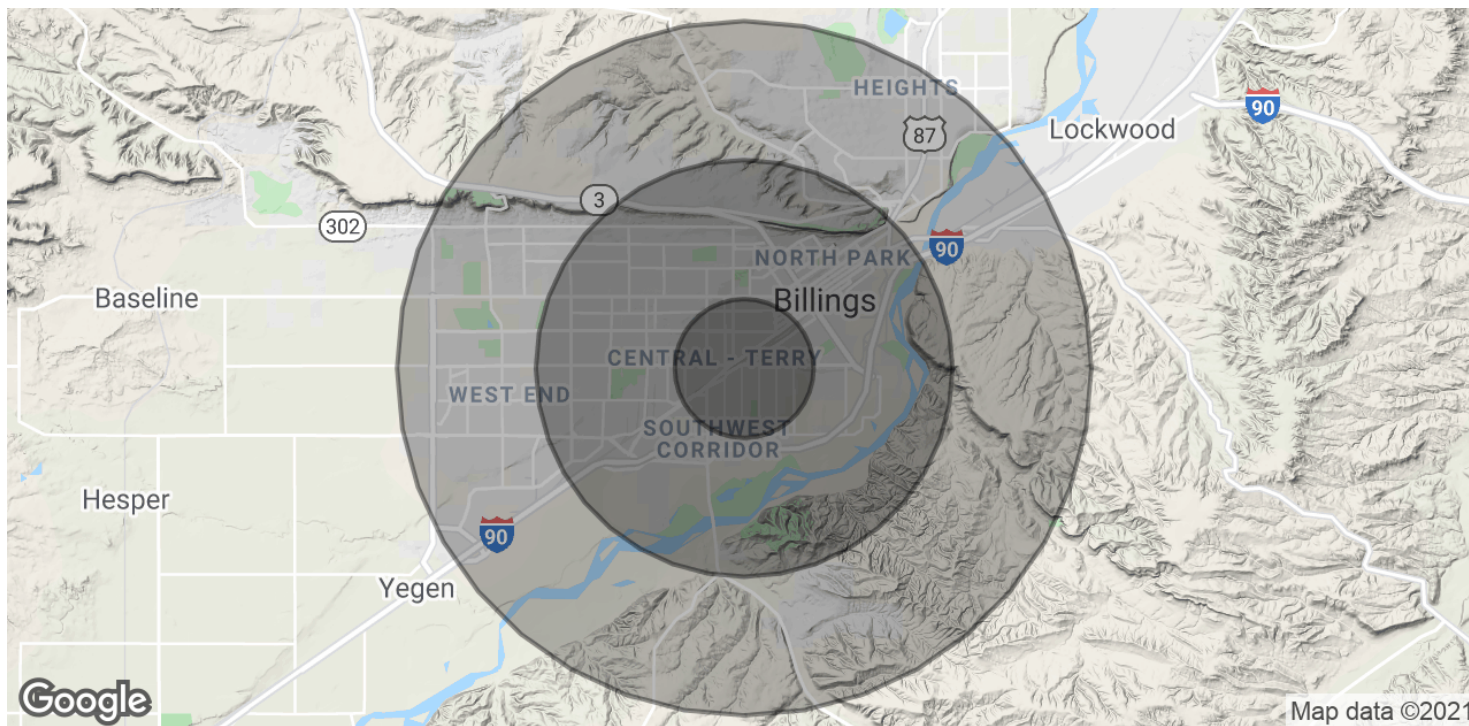 HEIGHTS
87
Lockwood
90
3
302
90
NORTH PARK
Baseline
Billings
CENTRAL - TERRY
WEST END
SOUTHWEST
CORRIDOR
Hesper
90
Yegen
Google
Map data ©2021